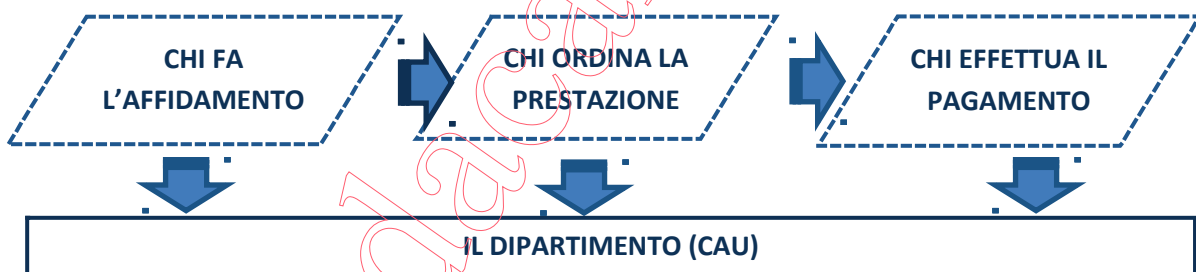 CHI FA
L’AFFIDAMENTO
CHI ORDINA LA
PRESTAZIONE
CHI EFFETTUA IL
PAGAMENTO
IL DIPARTIMENTO (CAU)